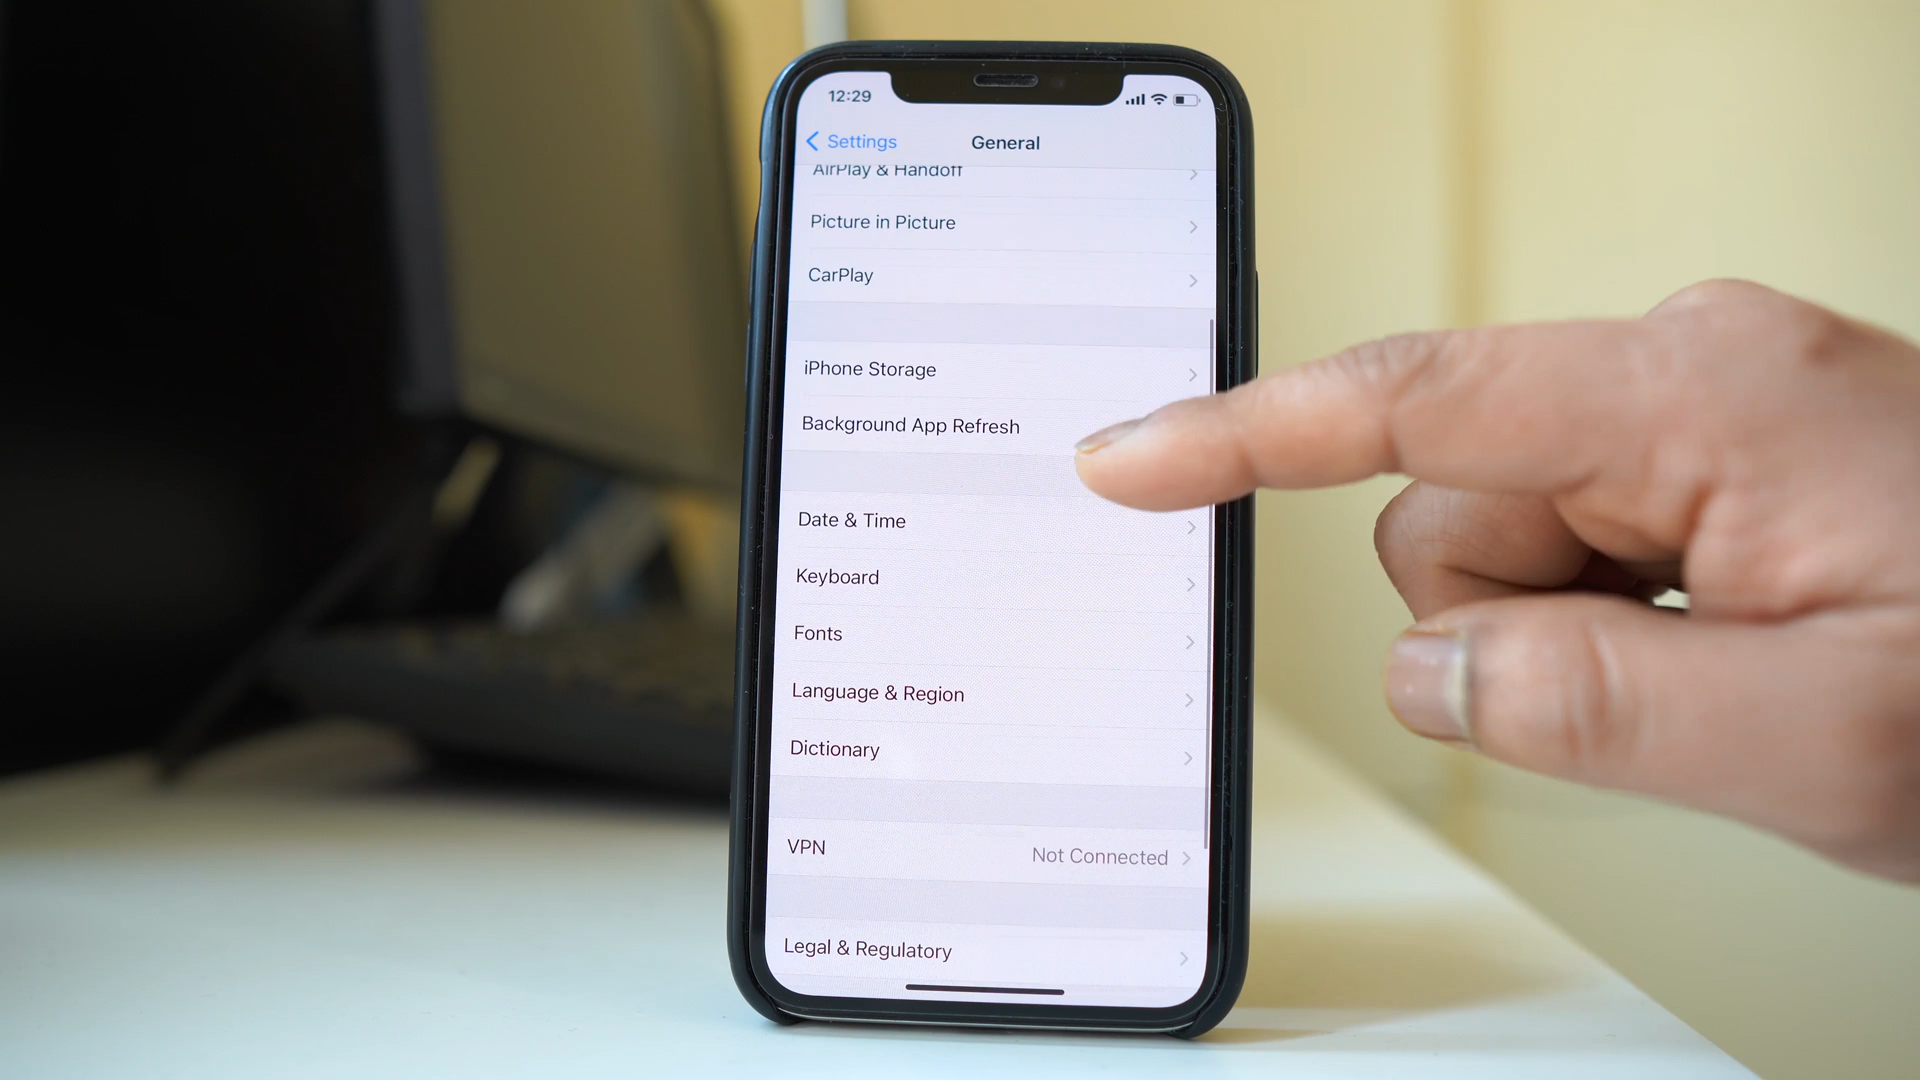 12:29
Settings
General
AirPlay & Handoff
Picture in Picture
CarPlay
iPhone Storage
Background App Refresh
Date & Time
Keyboard
Fonts
Language & Region
Dictionary
VPN
Not Connected
Legal & Regulatory